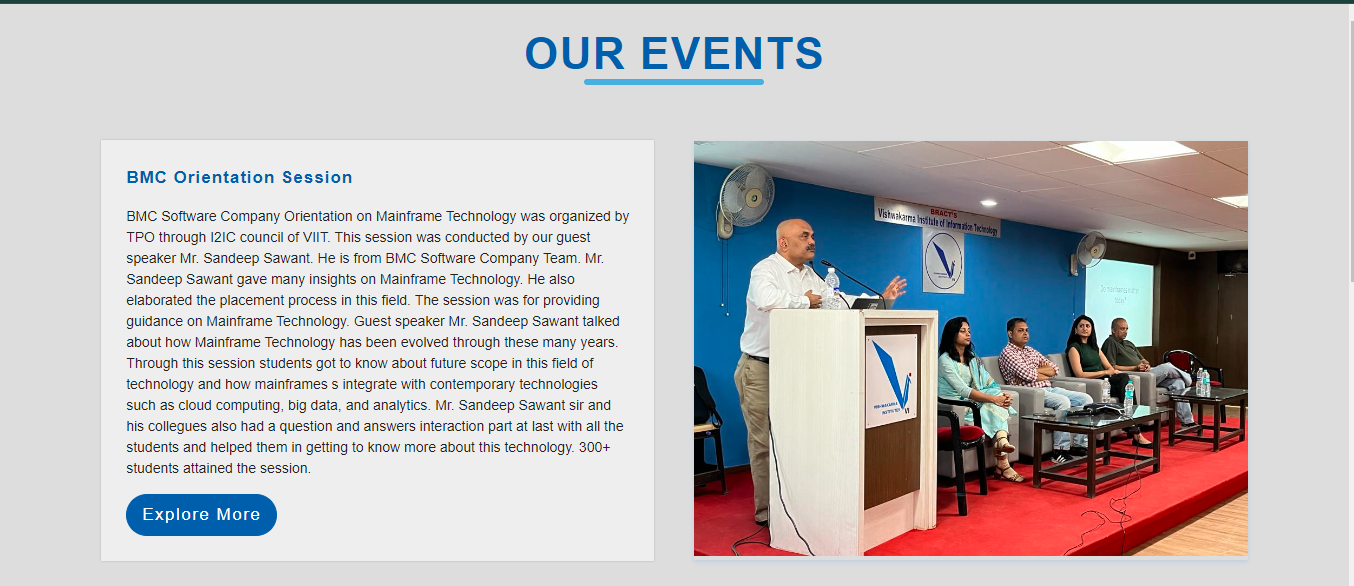 OUR EVENTS
BMC Orientation Session
BMC Software Company Orientation on Mainframe Technology was organized by
TPO through I2IC council of VIIT. This session was conducted by our guest
speaker Mr. Sandeep Sawant. He is from BMC Software Company Team. Mr.
Sandeep Sawant gave many insights on Mainframe Technology. He also
elaborated the placement process in this field. The session was for providing
guidance on Mainframe Technology. Guest speaker Mr. Sandeep Sawant talked
about how Mainframe Technology has been evolved through these many years.
Through this session students got to know about future scope in this field of
technology and how mainframes s integrate with contemporary technologies
such as cloud computing, big data, and analytics. Mr. Sandeep Sawant sir and
his collegues also had a question and answers interaction part at last with all the
students and helped them in getting to know more about this technology. 300+
students attained the session.
Explore More
BRACT'S
Vishwakarma Institute of Information Technology
VISHWAKARMA